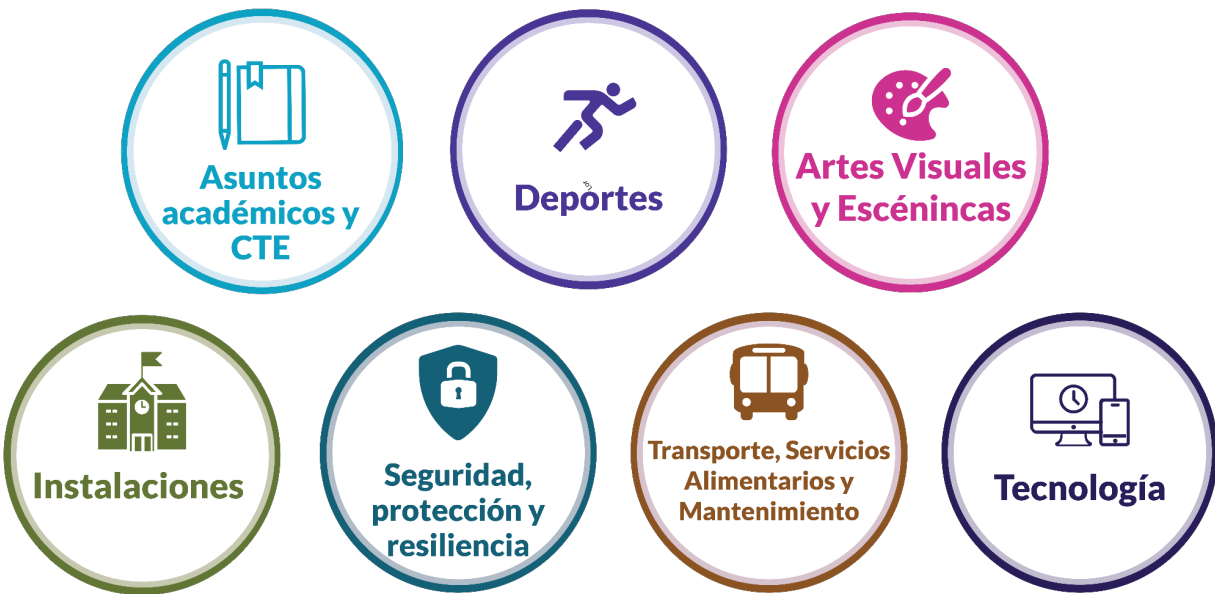 Asuntos
académicos y
CTE
Deportes
Artes Visuales
y Escénincas
Instalaciones
Seguridad,
protección y
resiliencia
Transporte, Servicios
Alimentarios y
Mantenimiento
Tecnología